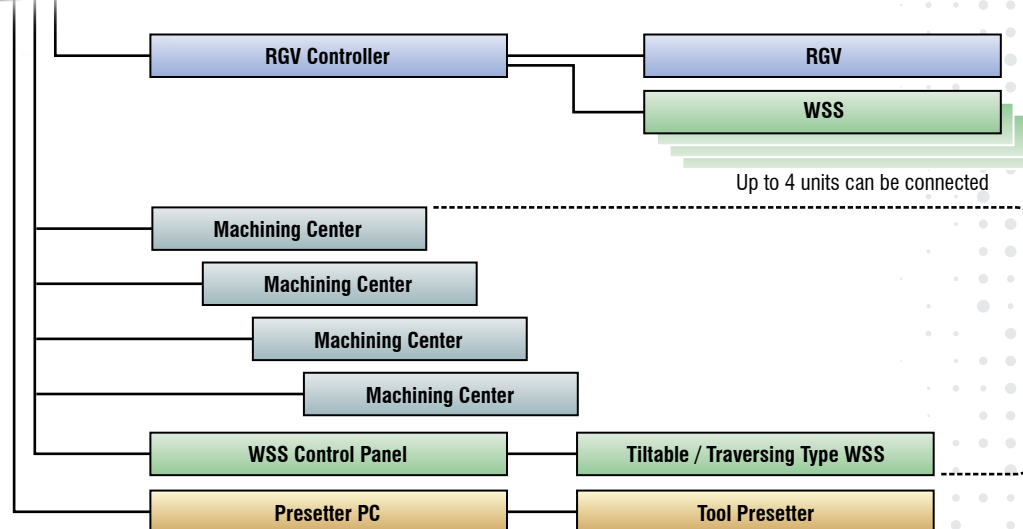 RGV Controller
RGV
WSS
Up to 4 units can be connected
Machining Center
Machining Center
Machining Center
Machining Center
WSS Control Panel
Tiltable / Traversing Type WSS
Presetter PC
Tool Presetter